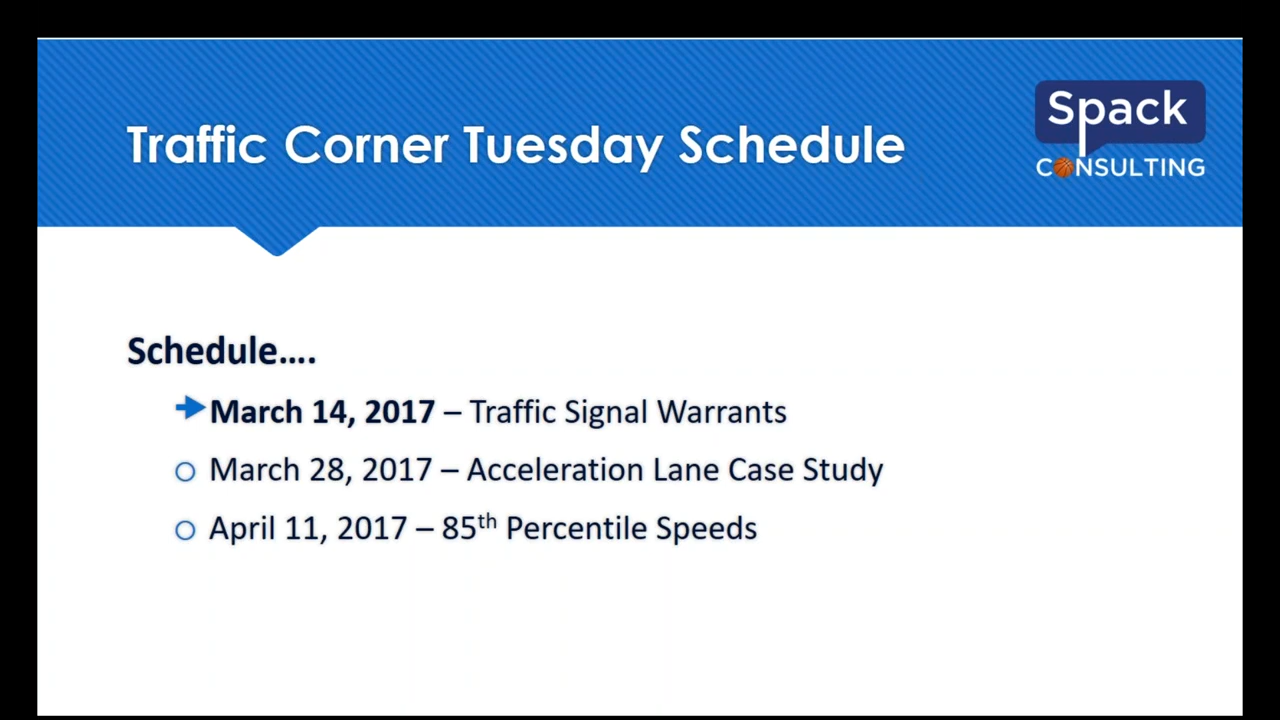 Traffic Corner Tuesday Schedule
Spack
CONSULTING
Schedule....
March 14, 2017 – Traffic Signal Warrants
March 28, 2017 – Acceleration Lane Case Study
April 11, 2017 – 85th Percentile Speeds